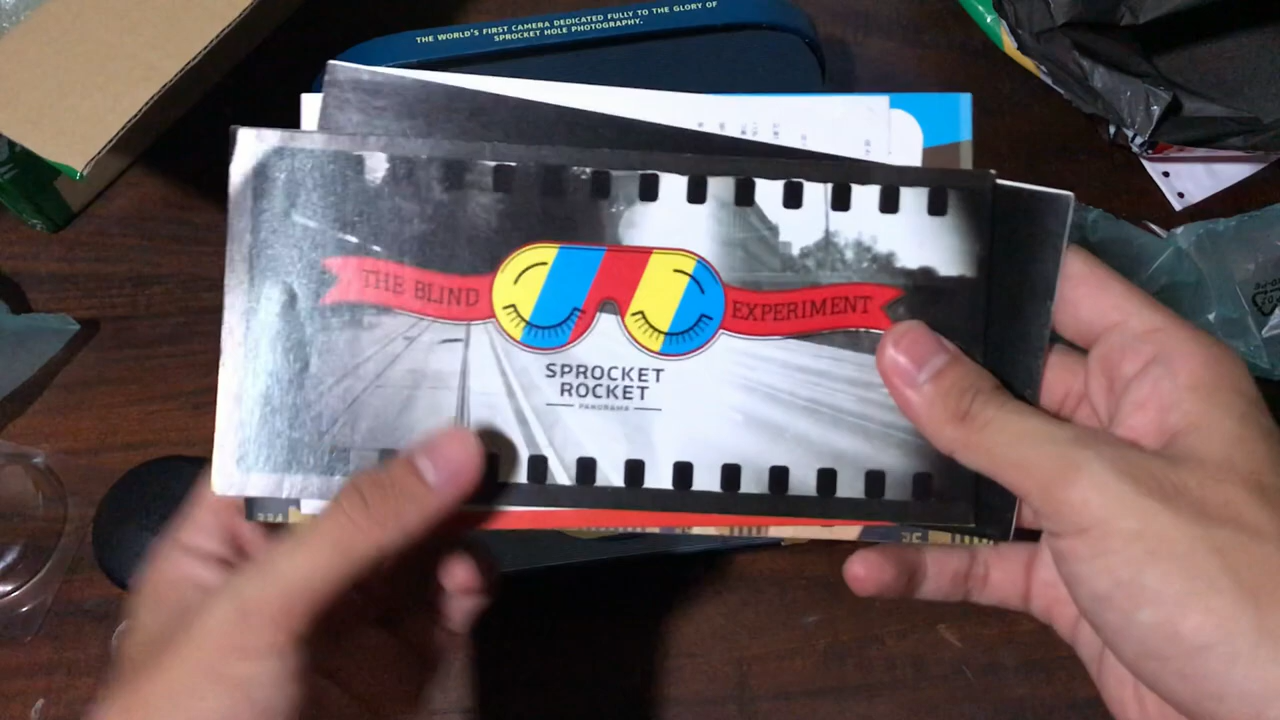 THE WORLD'S FIRST CAMERA DEDICATED FULLY TO THE GLORY OF
SPROCKET HOLE PHOTOGRAPHY.
THE BLIND EXPERIMENT
SPROCKET
ROCKET
PANORAMA